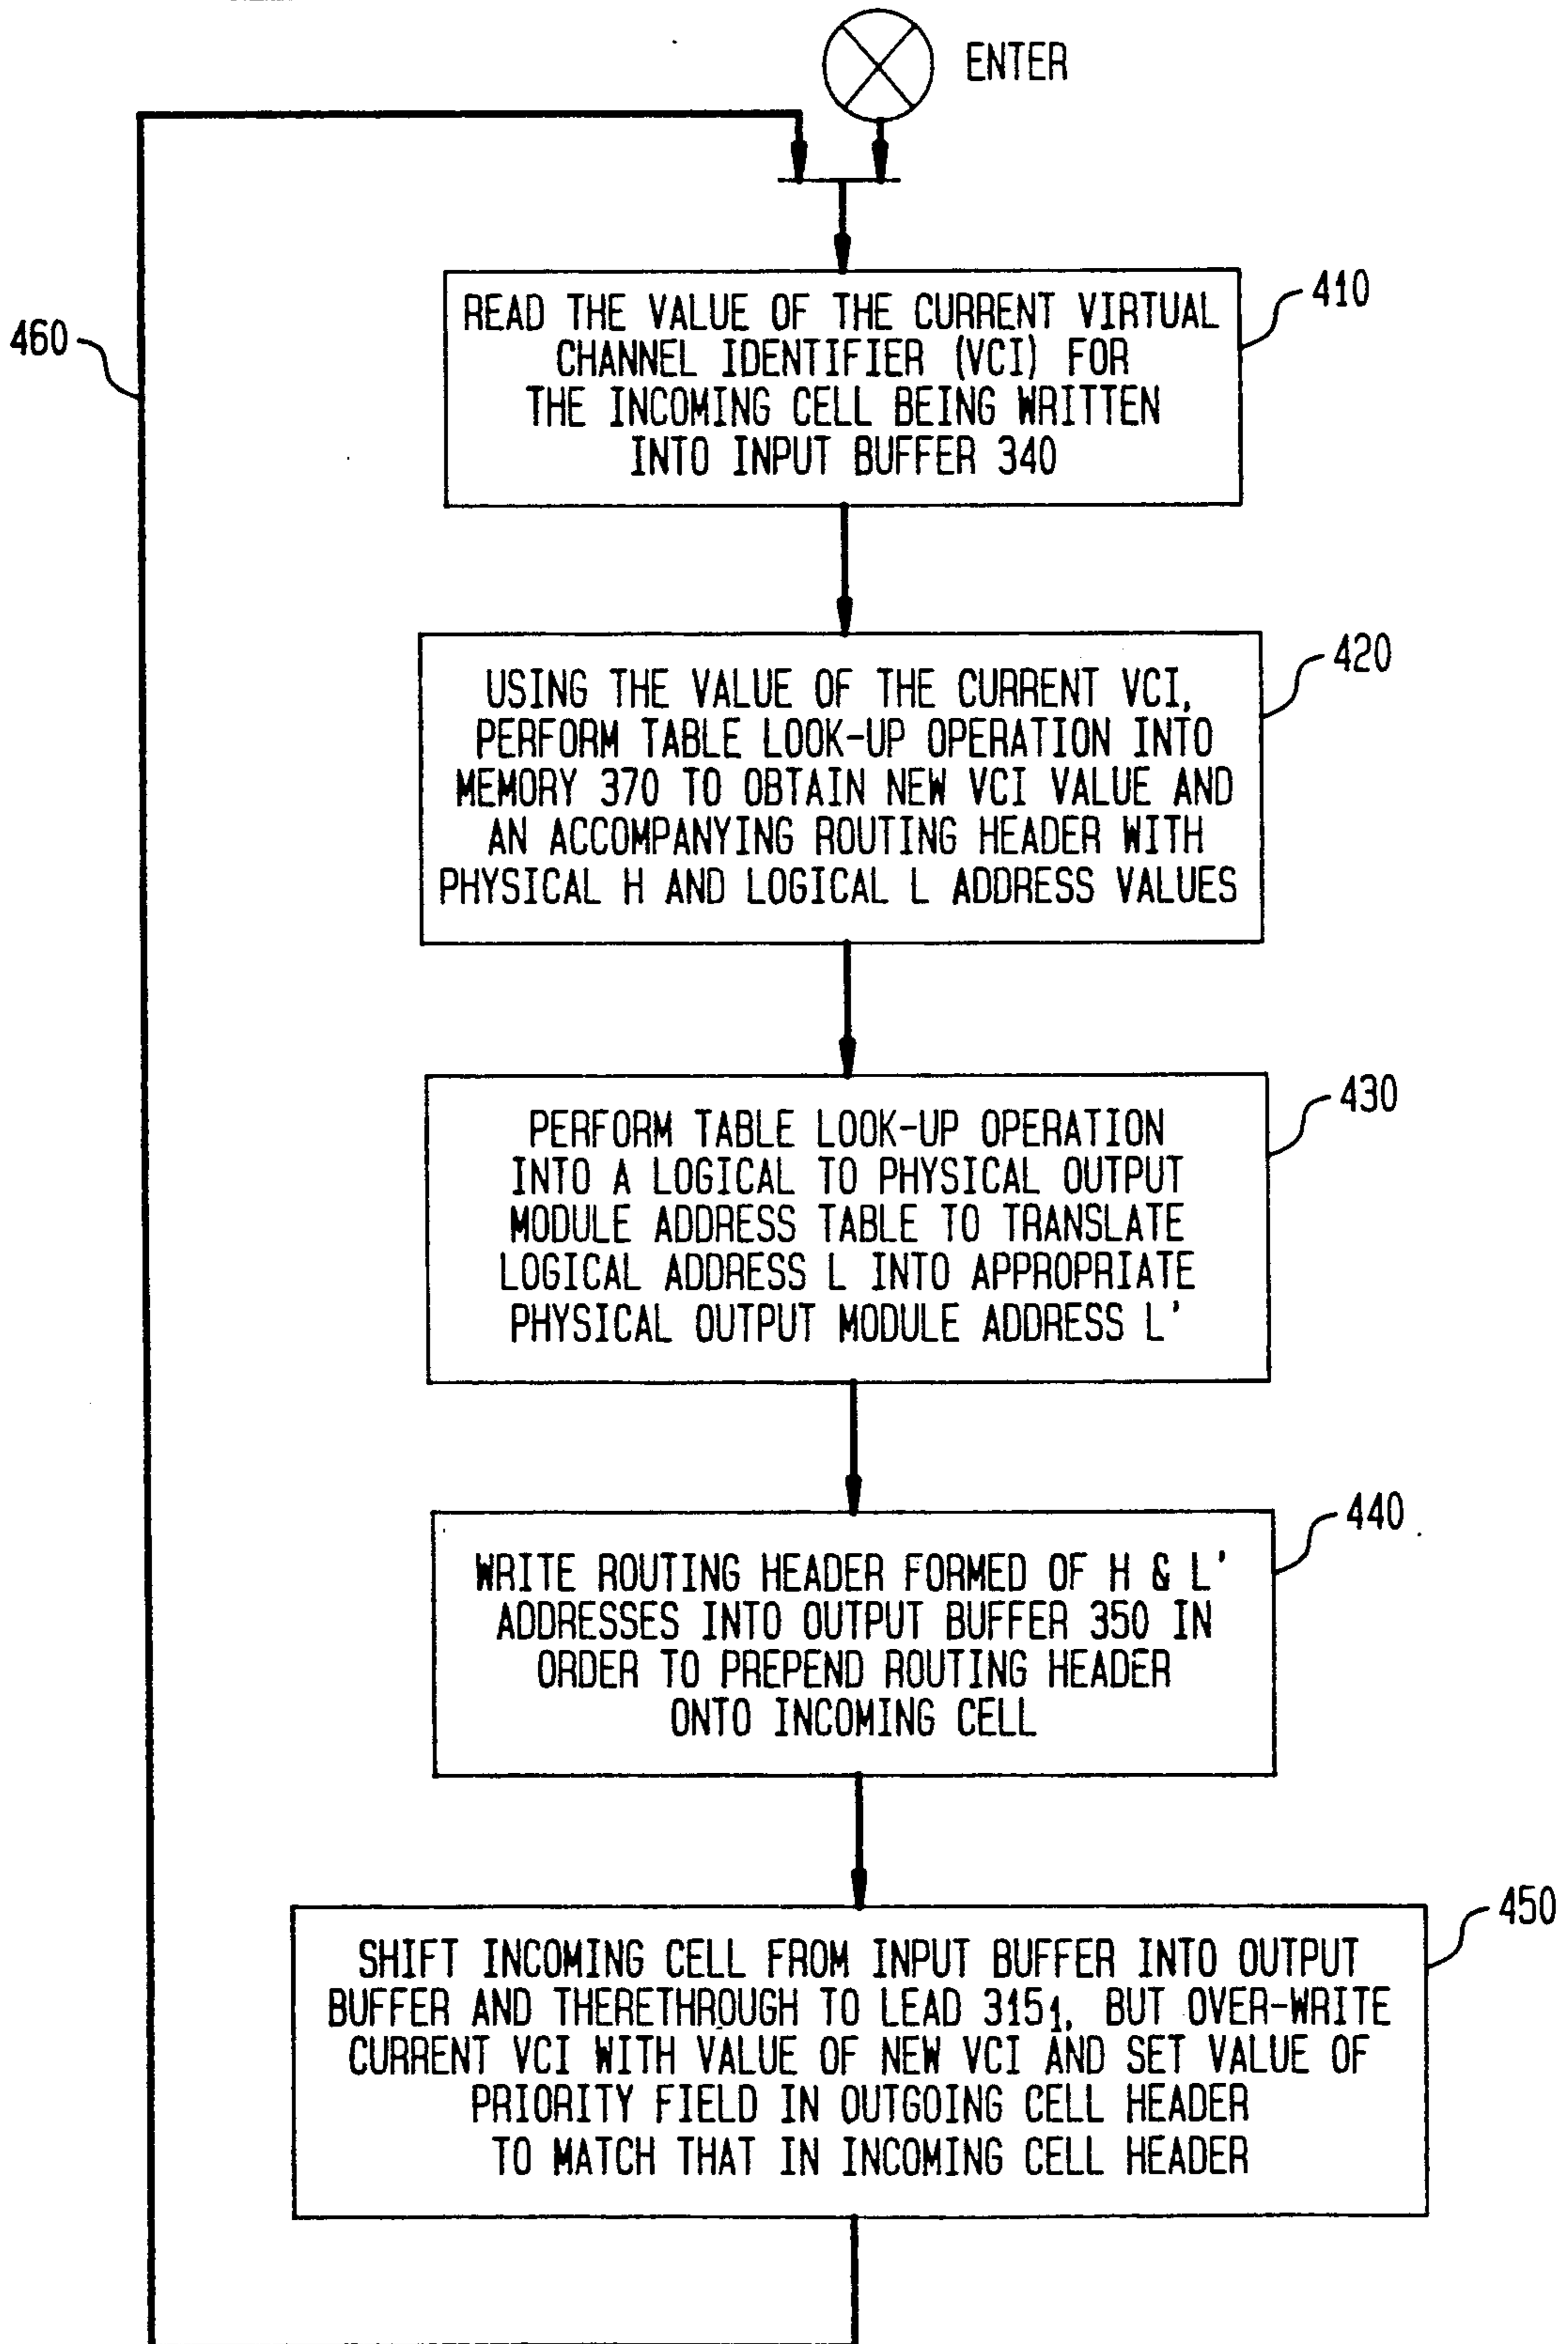 ENTER
460
410
READ THE VALUE OF THE CURRENT VIRTUAL
CHANNEL IDENTIFIER (VCI) FOR
THE INCOMING CELL BEING WRITTEN
INTO INPUT BUFFER 340
420
USING THE VALUE OF THE CURRENT VCI,
PERFORM TABLE LOOK-UP OPERATION INTO
MEMORY 370 TO OBTAIN NEW VCI VALUE AND
AN ACCOMPANYING ROUTING HEADER WITH
PHYSICAL H AND LOGICAL L ADDRESS VALUES
430
PERFORM TABLE LOOK-UP OPERATION
INTO A LOGICAL TO PHYSICAL OUTPUT
MODULE ADDRESS TABLE TO TRANSLATE
LOGICAL ADDRESS L INTO APPROPRIATE
PHYSICAL OUTPUT MODULE ADDRESS L'
440
WRITE ROUTING HEADER FORMED OF H & L'
ADDRESSES INTO OUTPUT BUFFER 350 IN
ORDER TO PREPEND ROUTING HEADER
ONTO INCOMING CELL
450
SHIFT INCOMING CELL FROM INPUT BUFFER INTO OUTPUT
BUFFER AND THERETHROUGH TO LEAD 315₁, BUT OVER-WRITE
CURRENT VCI WITH VALUE OF NEW VCI AND SET VALUE OF
PRIORITY FIELD IN OUTGOING CELL HEADER
TO MATCH THAT IN INCOMING CELL HEADER